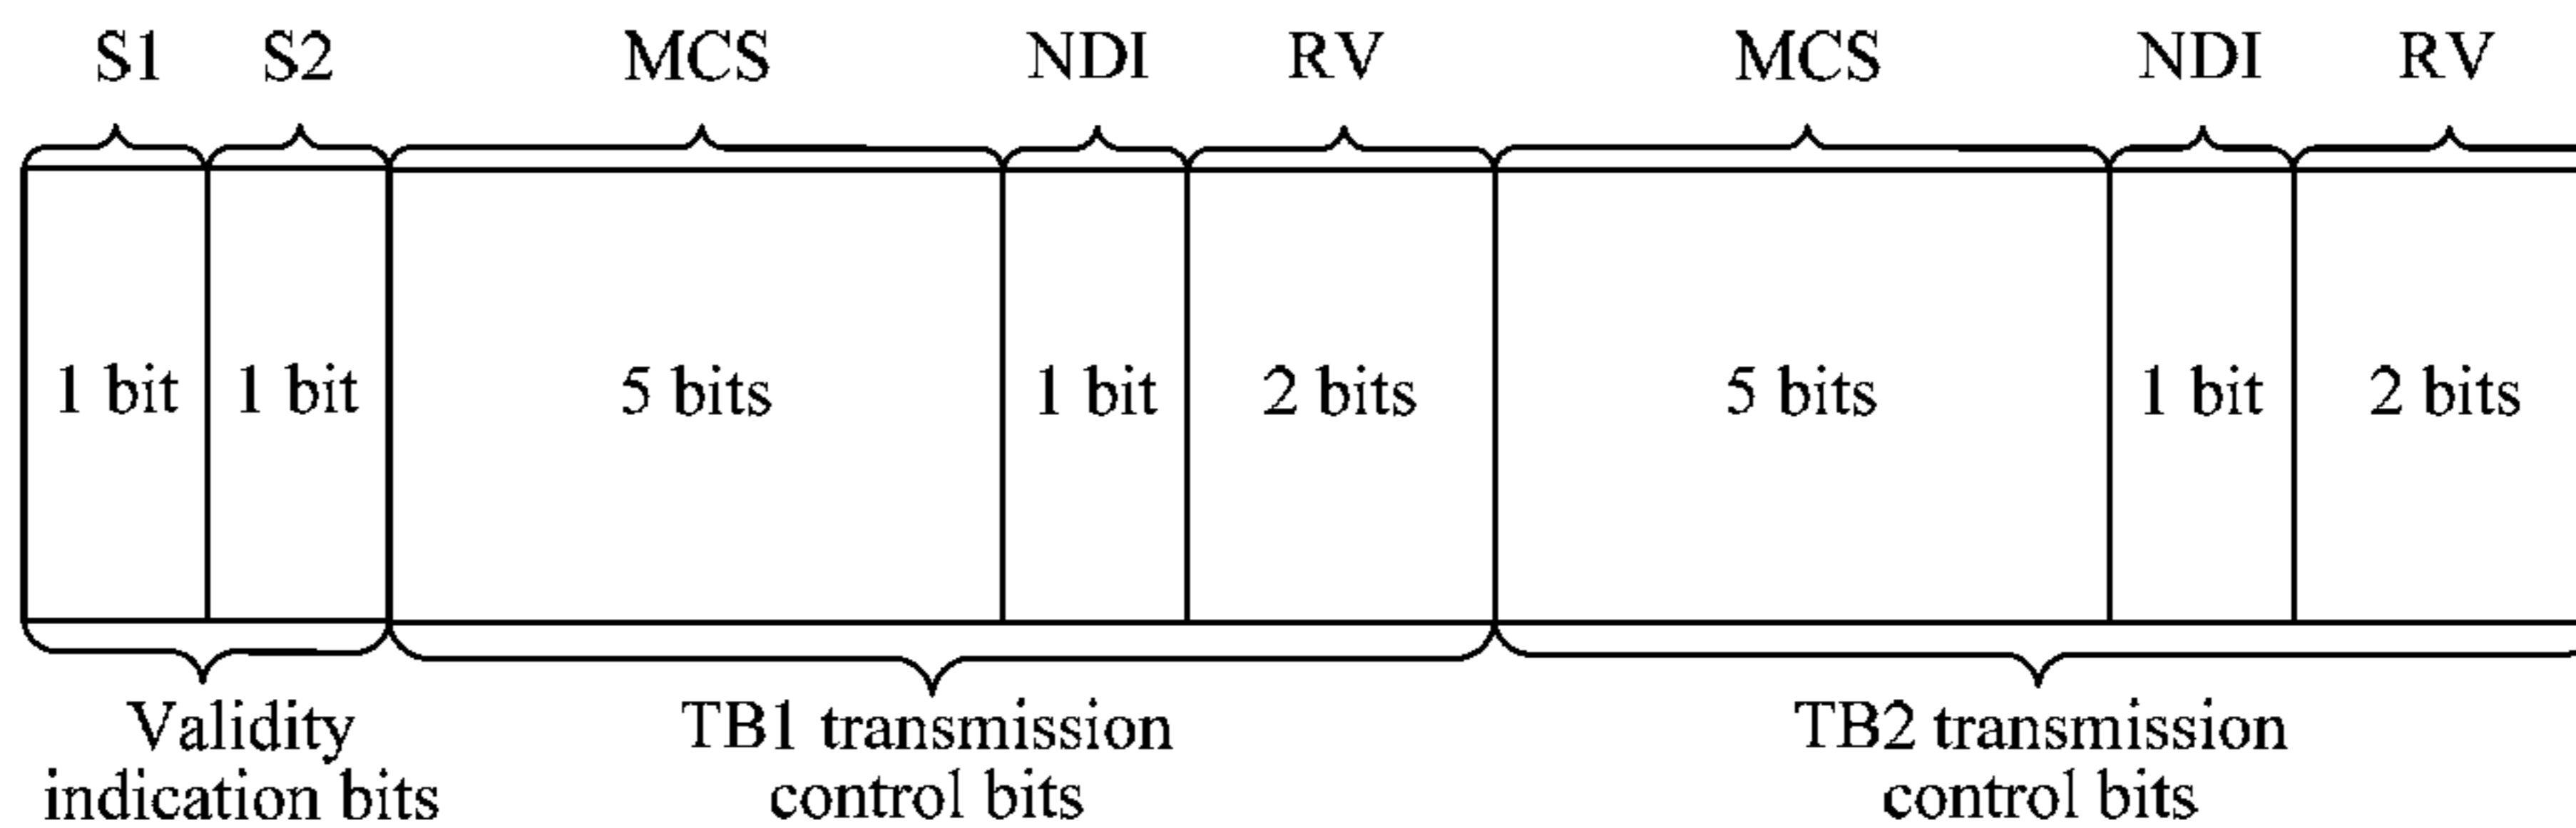 S1 S2 MCS NDI RV MCS NDI RV
1 bit 1 bit 5 bits 1 bit 2 bits 5 bits 1 bit 2 bits
Validity
indication bits
TB1 transmission
control bits
TB2 transmission
control bits